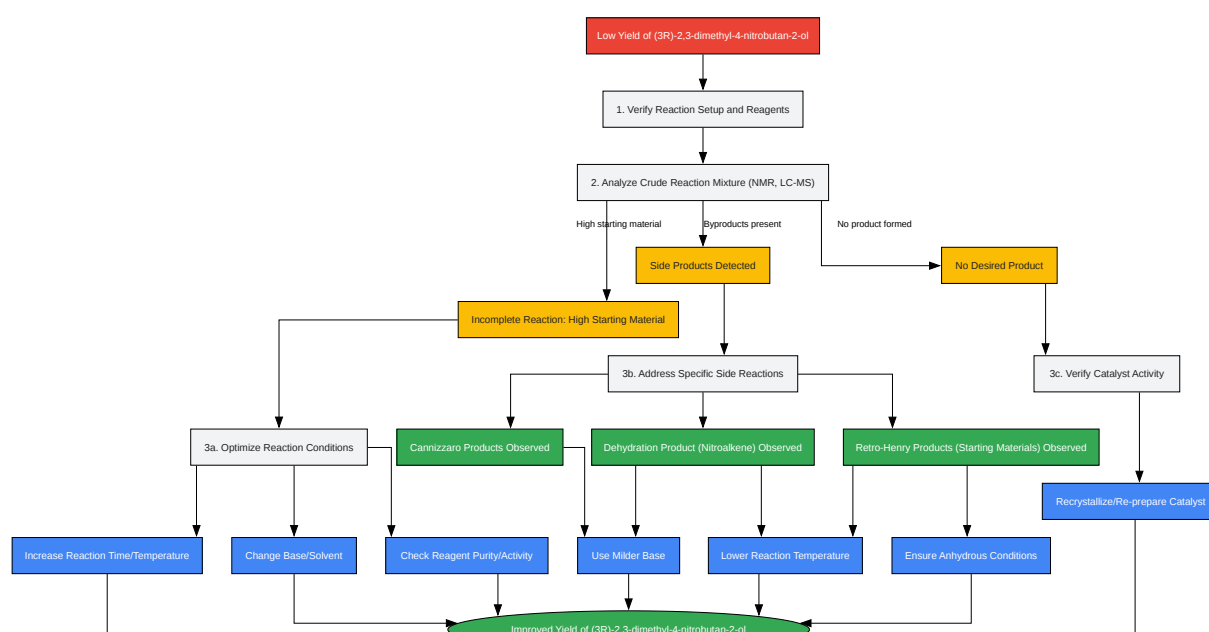 Low Yield of (3R)-2,3-dimethyl-4-nitrobutan-2-ol
1. Verify Reaction Setup and Reagents
2. Analyze Crude Reaction Mixture (NMR, LC-MS)
High starting material
Byproducts present
No product formed
Side Products Detected
No Desired Product
Incomplete Reaction: High Starting Material
3b. Address Specific Side Reactions
3c. Verify Catalyst Activity
3a. Optimize Reaction Conditions
Cannizzaro Products Observed
Dehydration Product (Nitroalkene) Observed
Retro-Henry Products (Starting Materials) Observed
Recrystallize/Re-prepare Catalyst
Increase Reaction Time/Temperature
Change Base/Solvent
Check Reagent Purity/Activity
Use Milder Base
Lower Reaction Temperature
Ensure Anhydrous Conditions
Improved Yield of (3R)-2,3-dimethyl-4-nitrobutan-2-ol